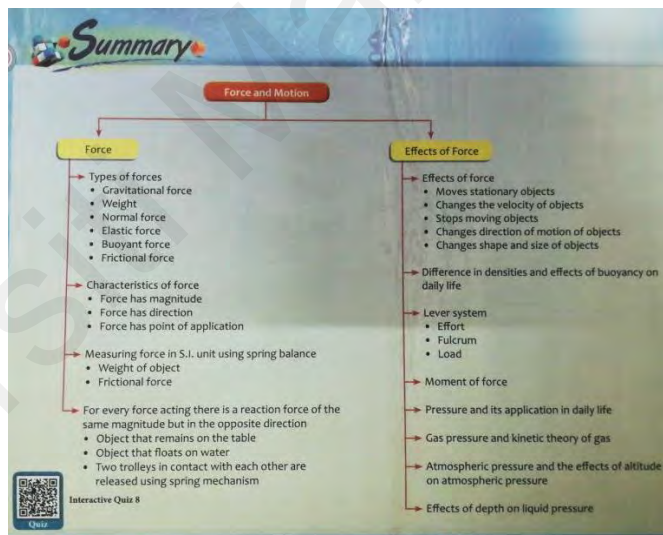 Summary
Force and Motion
Force
Types of forces
• Gravitational force
• Weight
• Normal force
• Elastic force
• Buoyant force
• Frictional force
Characteristics of force
• Force has magnitude
• Force has direction
• Force has point of application
Measuring force in S.I. unit using spring balance
• Weight of object
• Frictional force
For every force acting there is a reaction force of the
same magnitude but in the opposite direction
• Object that remains on the table
• Object that floats on water
• Two trolleys in contact with each other are
released using spring mechanism
Interactive Quiz 8
Quiz
Effects of Force
Effects of force
• Moves stationary objects
• Changes the velocity of objects
• Stops moving objects
• Changes direction of motion of objects
• Changes shape and size of objects
Difference in densities and effects of buoyancy on
daily life
Lever system
• Effort
• Fulcrum
• Load
Moment of force
Pressure and its application in daily life
Gas pressure and kinetic theory of gas
Atmospheric pressure and the effects of altitude
on atmospheric pressure
Effects of depth on liquid pressure